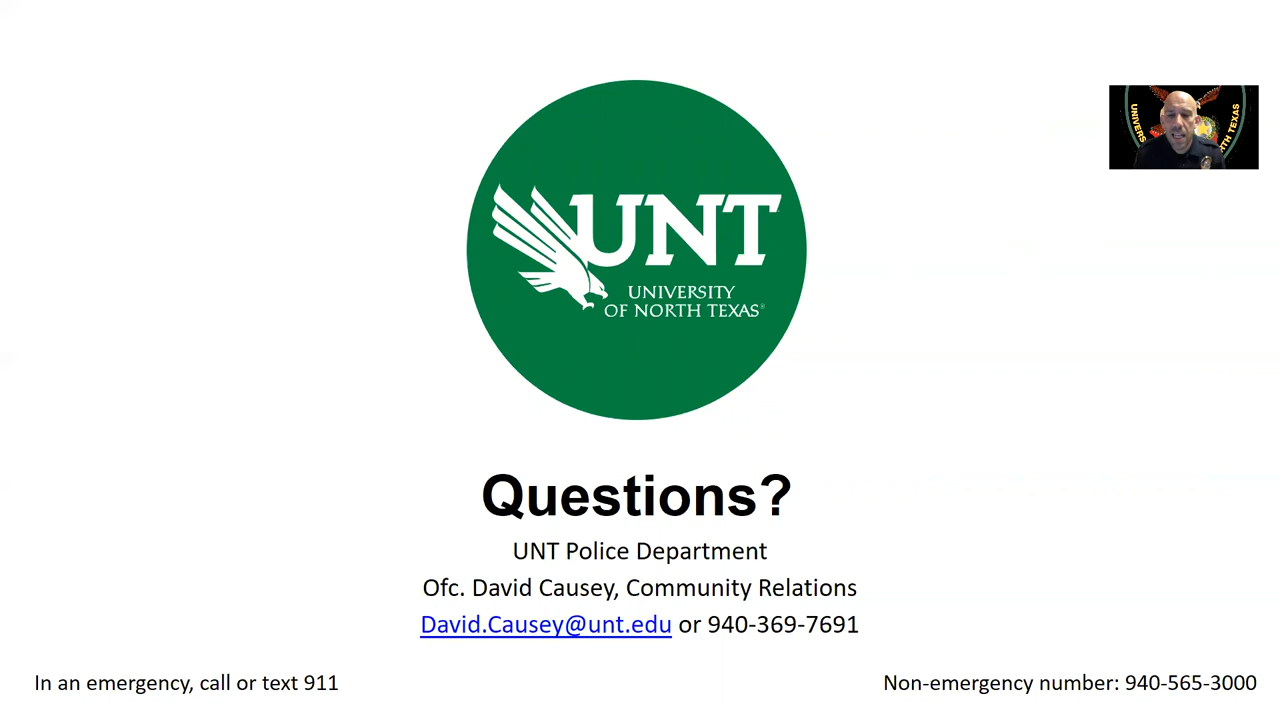 UNT
UNIVERSITY
OF NORTH TEXAS®
Questions?
UNT Police Department
Ofc. David Causey, Community Relations
David.Causey@unt.edu or 940-369-7691
In an emergency, call or text 911
Non-emergency number: 940-565-3000